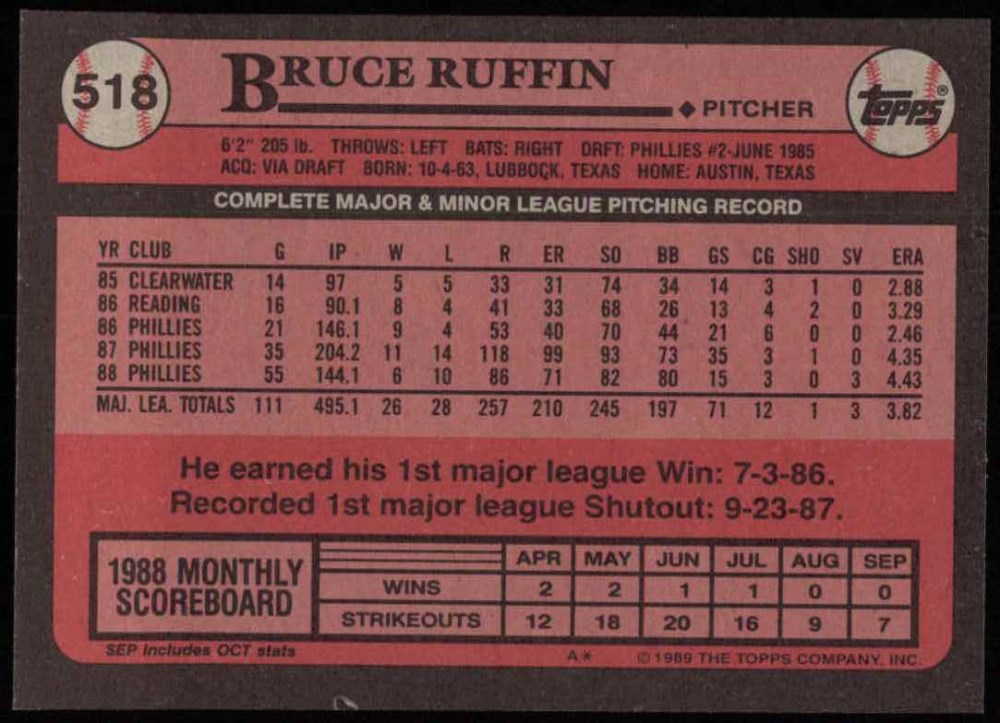 518
BRUCE RUFFIN
◆ PITCHER
topps®
6'2" 205 lb. THROWS: LEFT BATS: RIGHT DRFT: PHILLIES #2-JUNE 1985
ACQ: VIA DRAFT BORN: 10-4-63, LUBBOCK, TEXAS HOME: AUSTIN, TEXAS
COMPLETE MAJOR & MINOR LEAGUE PITCHING RECORD
YR CLUB G IP W L R ER SO BB GS CG SHO SV ERA
85 CLEARWATER 14 97 5 5 33 31 74 34 14 3 1 0 2.88
86 READING 16 90.1 8 4 41 33 68 26 13 4 2 0 3.29
86 PHILLIES 21 146.1 9 4 53 40 70 44 21 6 0 0 2.46
87 PHILLIES 35 204.2 11 14 118 99 93 73 35 3 1 0 4.35
88 PHILLIES 55 144.1 6 10 86 71 82 80 15 3 0 3 4.43
MAJ. LEA. TOTALS 111 495.1 26 28 257 210 245 197 71 12 1 3 3.82
He earned his 1st major league Win: 7-3-86.
Recorded 1st major league Shutout: 9-23-87.
1988 MONTHLY SCOREBOARD
APR MAY JUN JUL AUG SEP
WINS 2 2 1 1 0 0
STRIKEOUTS 12 18 20 16 9 7
SEP includes OCT stats
A* © 1989 THE TOPPS COMPANY, INC.